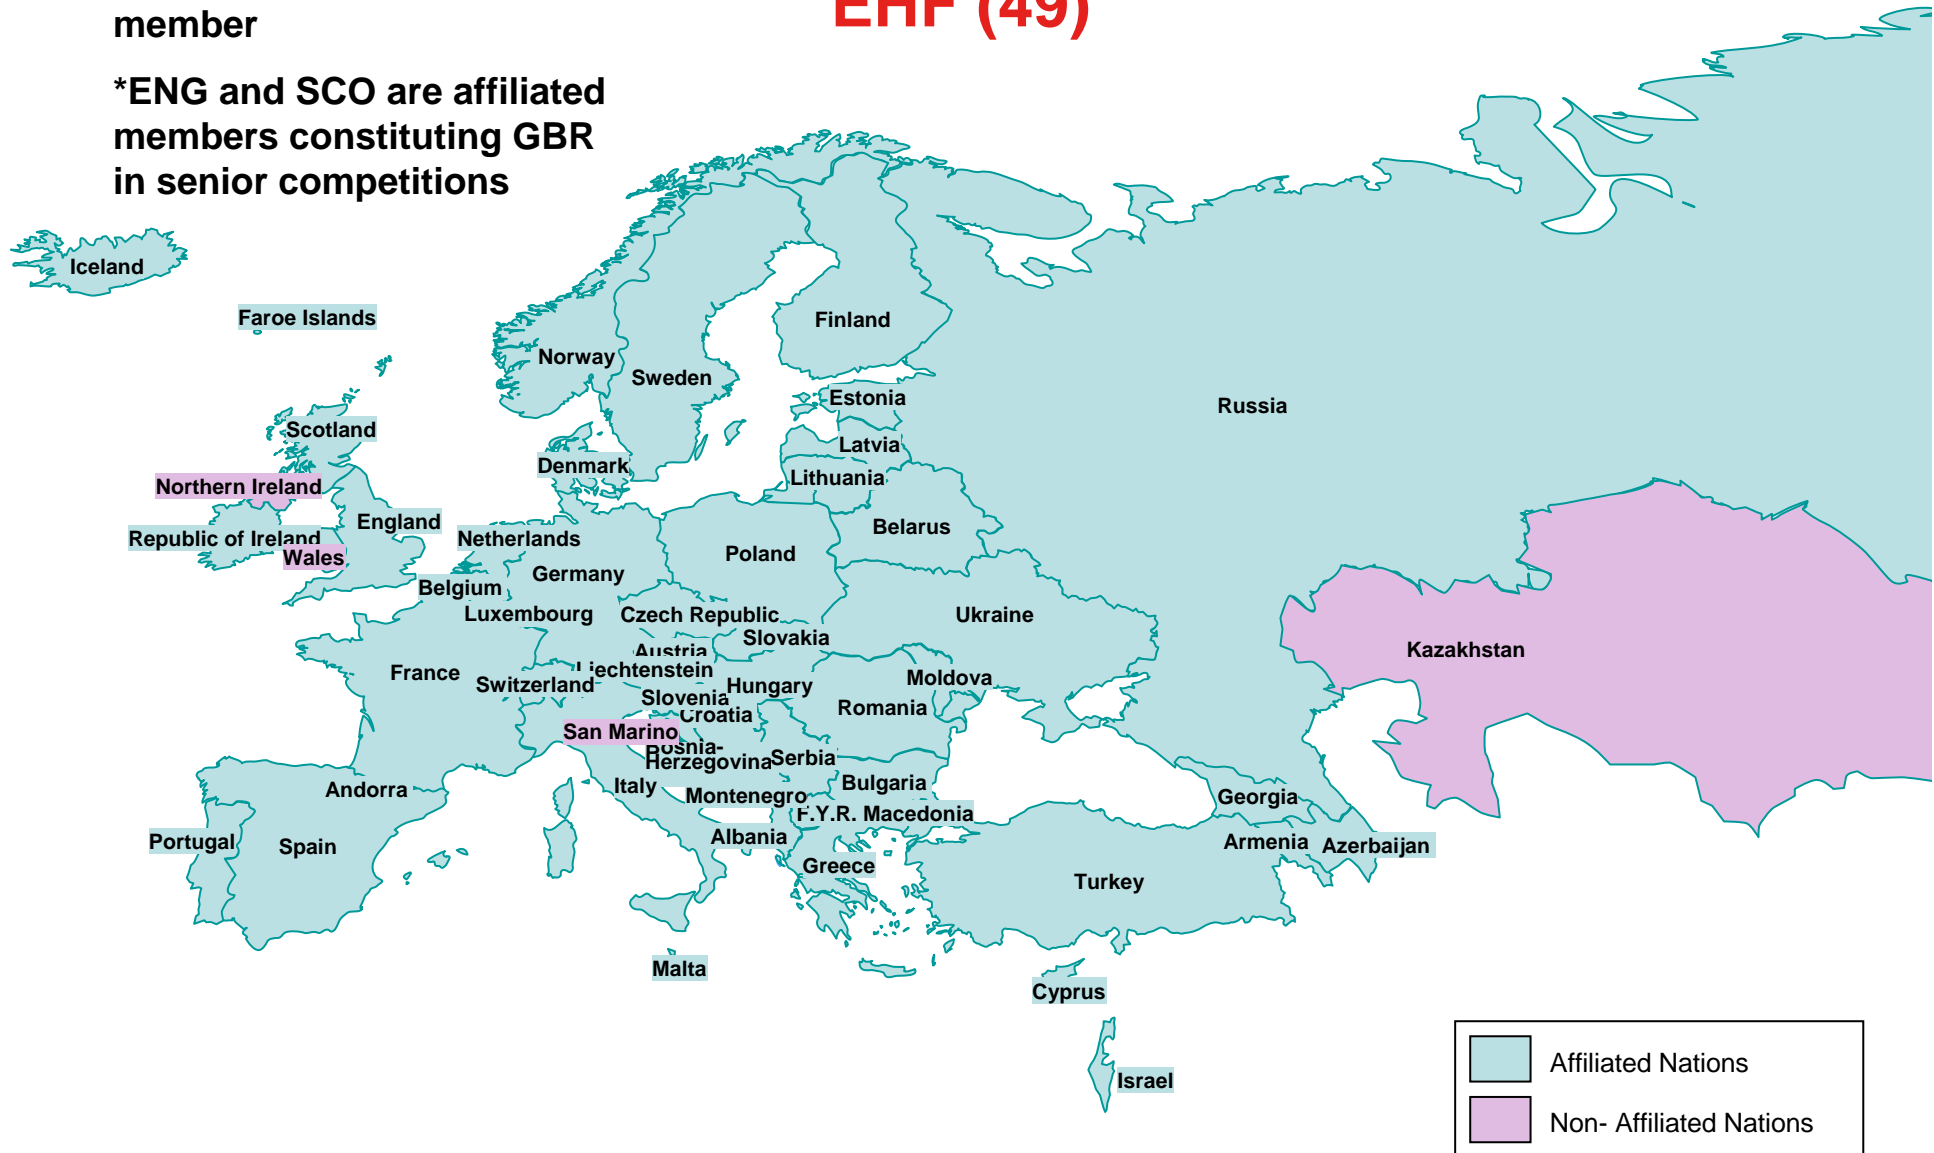 EHF (49)
member
*ENG and SCO are affiliated
members constituting GBR
in senior competitions
Iceland
Faroe Islands
Finland
Norway
Sweden
Estonia
Russia
Scotland
Latvia
Denmark
Lithuania
Northern Ireland
England
Belarus
Republic of Ireland
Netherlands
Wales
Poland
Germany
Belgium
Luxembourg
Czech Republic
Ukraine
Slovakia
Austria
Kazakhstan
Liechtenstein
France
Switzerland
Hungary
Moldova
Slovenia
Croatia
Romania
San Marino
Bosnia-
Herzegovina
Serbia
Italy
Bulgaria
Andorra
Montenegro
Georgia
F.Y.R. Macedonia
Portugal
Spain
Albania
Armenia
Azerbaijan
Greece
Turkey
Malta
Cyprus
Israel
Affiliated Nations
Non- Affiliated Nations